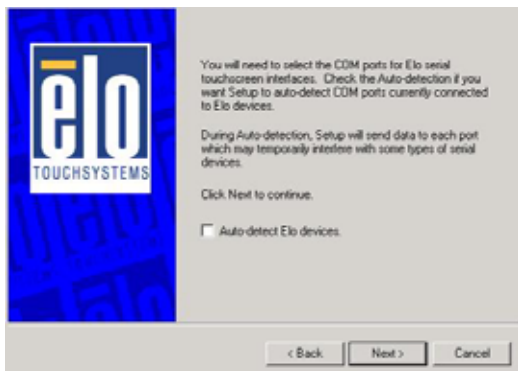 elo
TOUCHSYSTEMS
You will need to select the COM ports for Elo serial
touchscreen interfaces. Check the Auto-detection if you
want Setup to auto-detect COM ports currently connected
to Elo devices.
During Auto-detection, Setup will send data to each port
which may temporarily interfere with some types of serial
devices.
Click Next to continue.
Auto-detect Elo devices.
< Back
Next >
Cancel